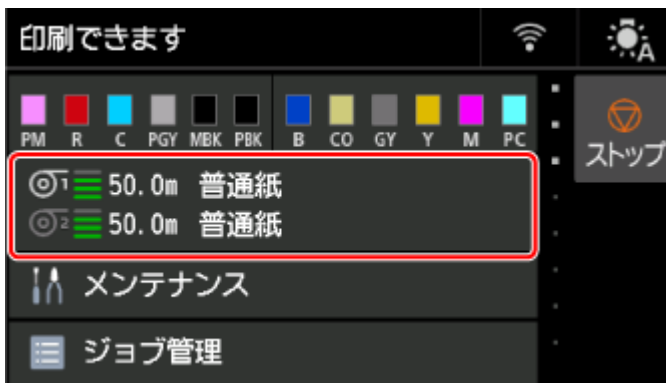 印刷できます
A
PM R C PGY MBK PBK B CO GY Y M PC
ストップ
1 50.0m 普通紙
2 50.0m 普通紙
メンテナンス
ジョブ管理